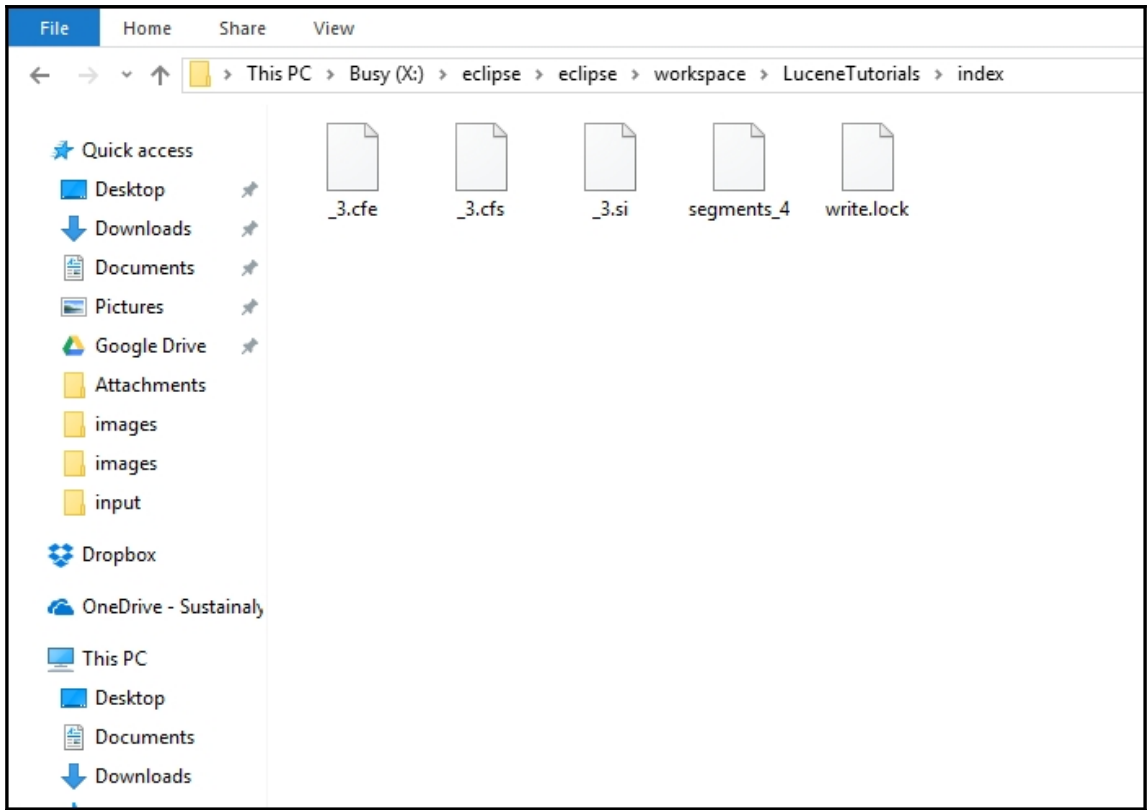 File Home Share View
This PC > Busy (X:) > eclipse > eclipse > workspace > LuceneTutorials > index
Quick access
Desktop
Downloads
Documents
Pictures
Google Drive
Attachments
images
images
input
Dropbox
OneDrive - Sustainaly
This PC
Desktop
Documents
Downloads
_3.cfe _3.cfs _3.si segments_4 write.lock